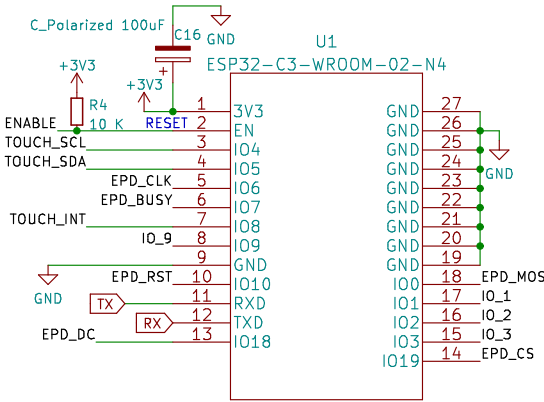 C_Polarized 100uF
C16
GND
U1
ESP32-C3-WROOM-02-N4
+3V3
+3V3
+
R4
10 K
ENABLE
RESET
TOUCH_SCL
TOUCH_SDA
EPD_CLK
EPD_BUSY
TOUCH_INT
IO_9
GND
EPD_RST
TX
RX
EPD_DC
1 3V3
2 EN
3 IO4
4 IO5
5 IO6
6 IO7
7 IO8
8 IO9
9 GND
10 IO10
11 RXD
12 TXD
13 IO18
GND 27
GND 26
GND 25
GND 24
GND 23
GND 22
GND 21
GND 20
GND 19
IO0 18 EPD_MOS
IO1 17 IO_1
IO2 16 IO_2
IO3 15 IO_3
IO19 14 EPD_CS
GND